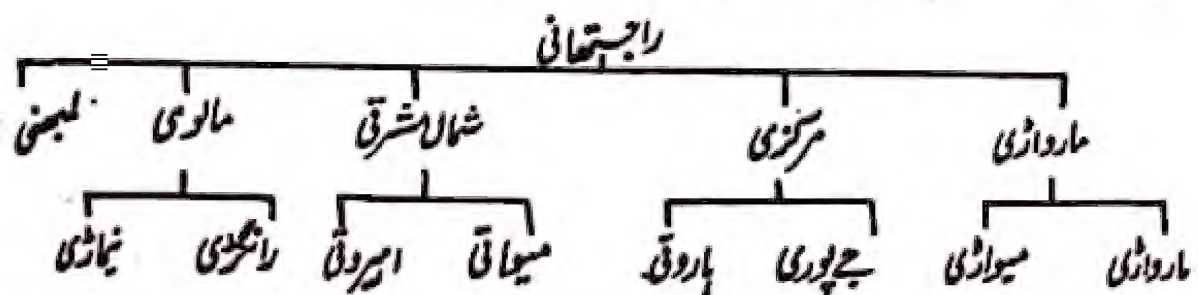 راجستھانی
مارواڑی مرکزی شمال مشرقی مالوی لمبنی
مارواڑی میواڑی جے پوری ہاروتی میواتی اہیروتی رانگڑی نیماڑی